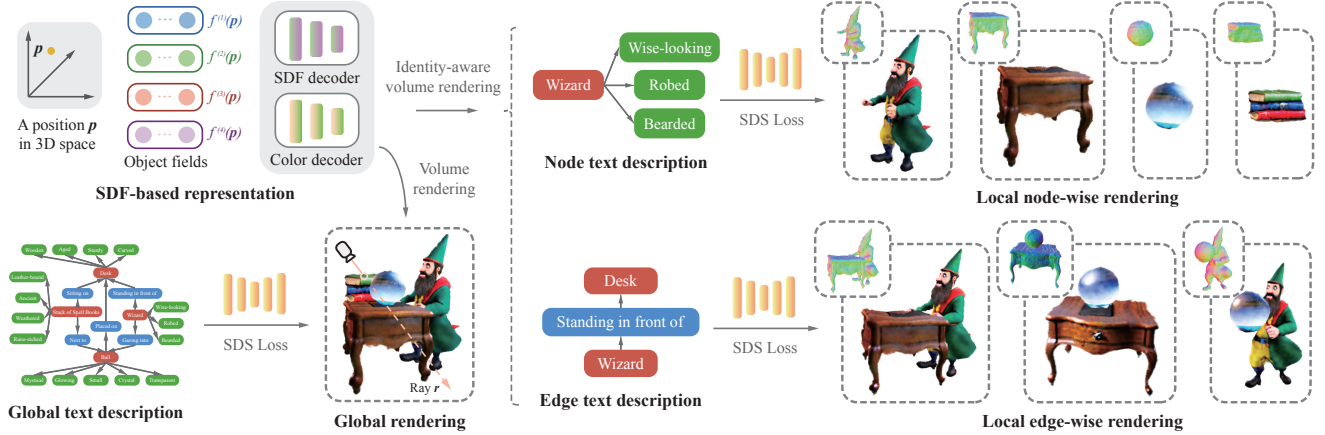 p
A position p
in 3D space
f⁽¹⁾(p)
f⁽²⁾(p)
f⁽³⁾(p)
f⁽⁴⁾(p)
Object fields
SDF decoder
Color decoder
SDF-based representation
Identity-aware
volume rendering
Volume
rendering
Wizard
Wise-looking
Robed
Bearded
Node text description
SDS Loss
Local node-wise rendering
Wooden
Aged
Sturdy
Carved
Leather-bound
Desk
Ancient
Sitting on
Standing in front of
Weathered
Stack of Spell Books
Wizard
Wise-looking
Robed
Rune-etched
Placed on
Bearded
Next to
Gazing into
Ball
Mystical
Glowing
Small
Crystal
Transparent
Global text description
SDS Loss
Ray r
Global rendering
Desk
Standing in front of
Wizard
Edge text description
SDS Loss
Local edge-wise rendering